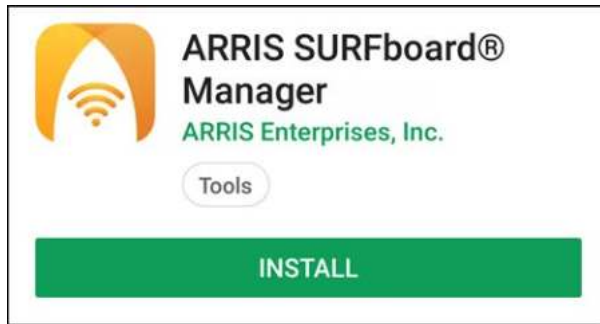 ARRIS SURFboard®
Manager
ARRIS Enterprises, Inc.
Tools
INSTALL